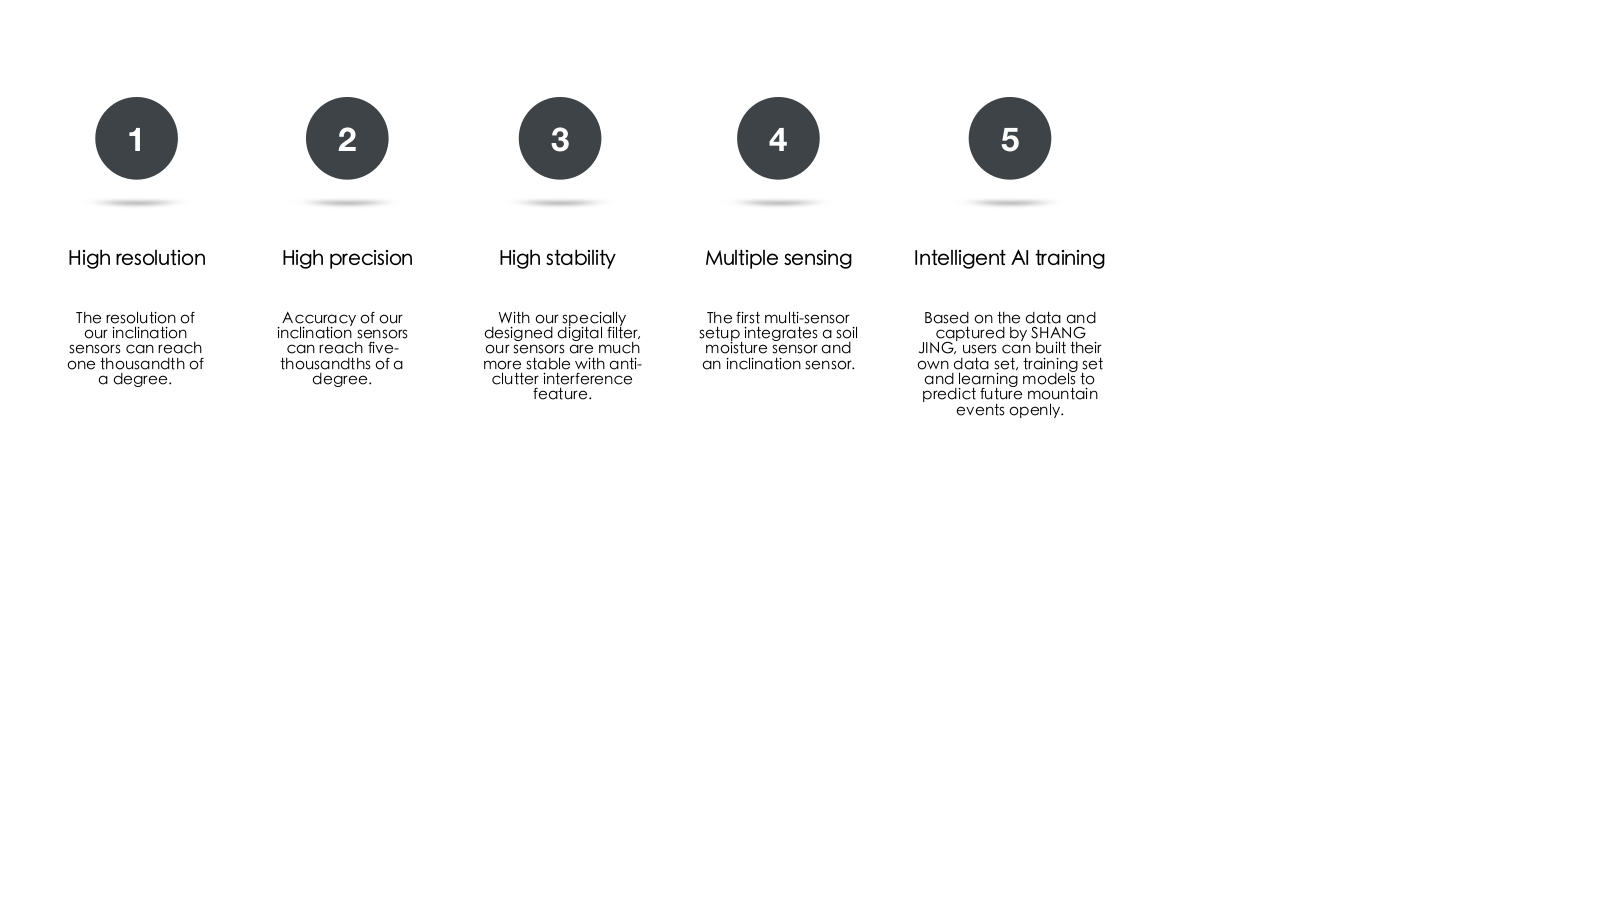 1
High resolution
The resolution of
our inclination
sensors can reach
one thousandth of
a degree.
2
High precision
Accuracy of our
inclination sensors
can reach five-
thousandths of a
degree.
3
High stability
With our specially
designed digital filter,
our sensors are much
more stable with anti-
clutter interference
feature.
4
Multiple sensing
The first multi-sensor
setup integrates a soil
moisture sensor and
an inclination sensor.
5
Intelligent AI training
Based on the data and
captured by SHANG
JING, users can built their
own data set, training set
and learning models to
predict future mountain
events openly.